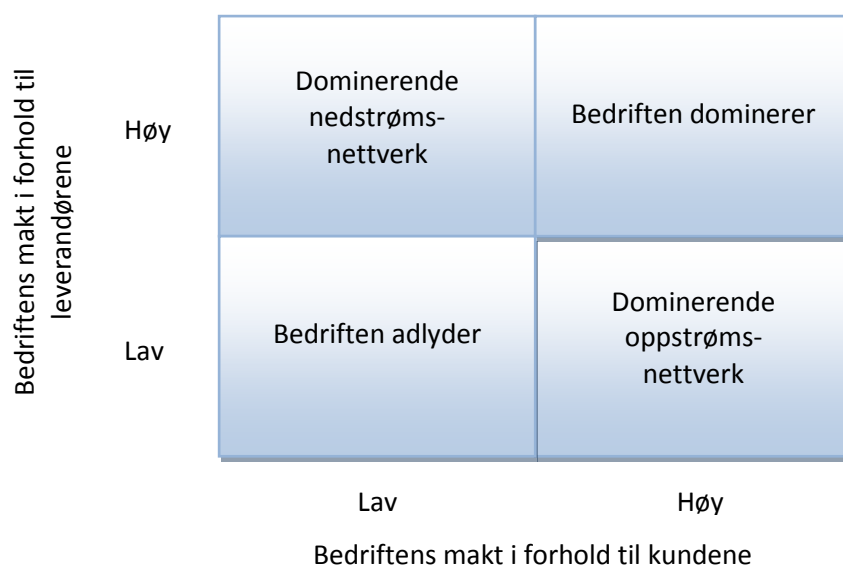 Bedriftens makt i forhold til
leverandørene
Høy
Dominerende
nedstrøms-
nettverk
Bedriften dominerer
Lav
Bedriften adlyder
Dominerende
oppstrøms-
nettverk
Lav
Høy
Bedriftens makt i forhold til kundene